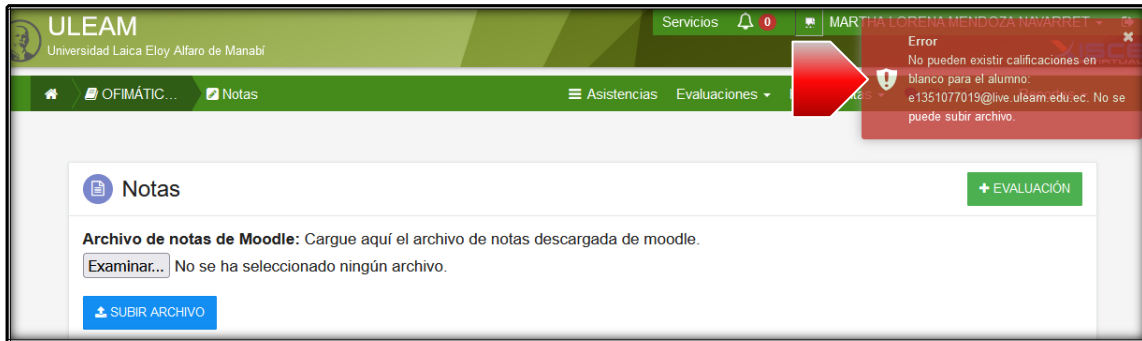 ULEAM
Universidad Laica Eloy Alfaro de Manabí
Servicios 0 MARTHA LORENA MENDOZA NAVARRET
Error
No pueden existir calificaciones en
blanco para el alumno:
e1351077019@live.uleam.edu.ec. No se
puede subir archivo.
OFIMÁTIC... Notas
Asistencias Evaluaciones
Notas
+ EVALUACIÓN
Archivo de notas de Moodle: Cargue aquí el archivo de notas descargada de moodle.
Examinar... No se ha seleccionado ningún archivo.
SUBIR ARCHIVO